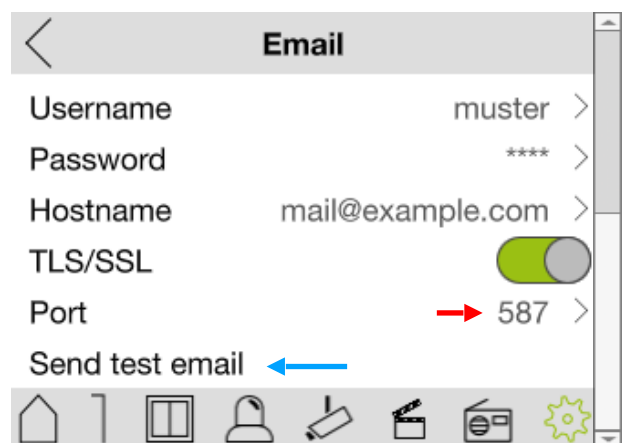 Email
Username muster
Password ****
Hostname mail@example.com
TLS/SSL
Port 587
Send test email